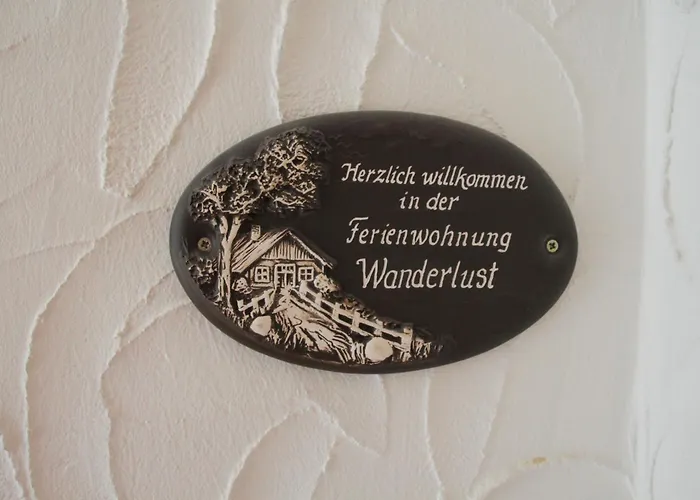 Herzlich willkommen
in der
Ferienwohnung
Wanderlust